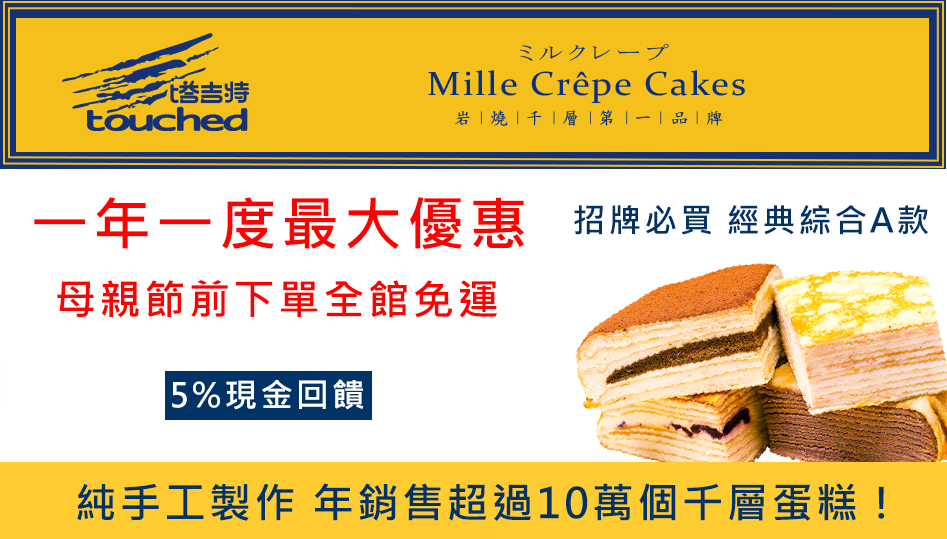 塔吉特
touched
ミルクレープ
Mille Crêpe Cakes
岩|燒|千|層|第|一|品|牌
一年一度最大優惠
招牌必買 經典綜合A款
母親節前下單全館免運
5%現金回饋
純手工製作 年銷售超過10萬個千層蛋糕！